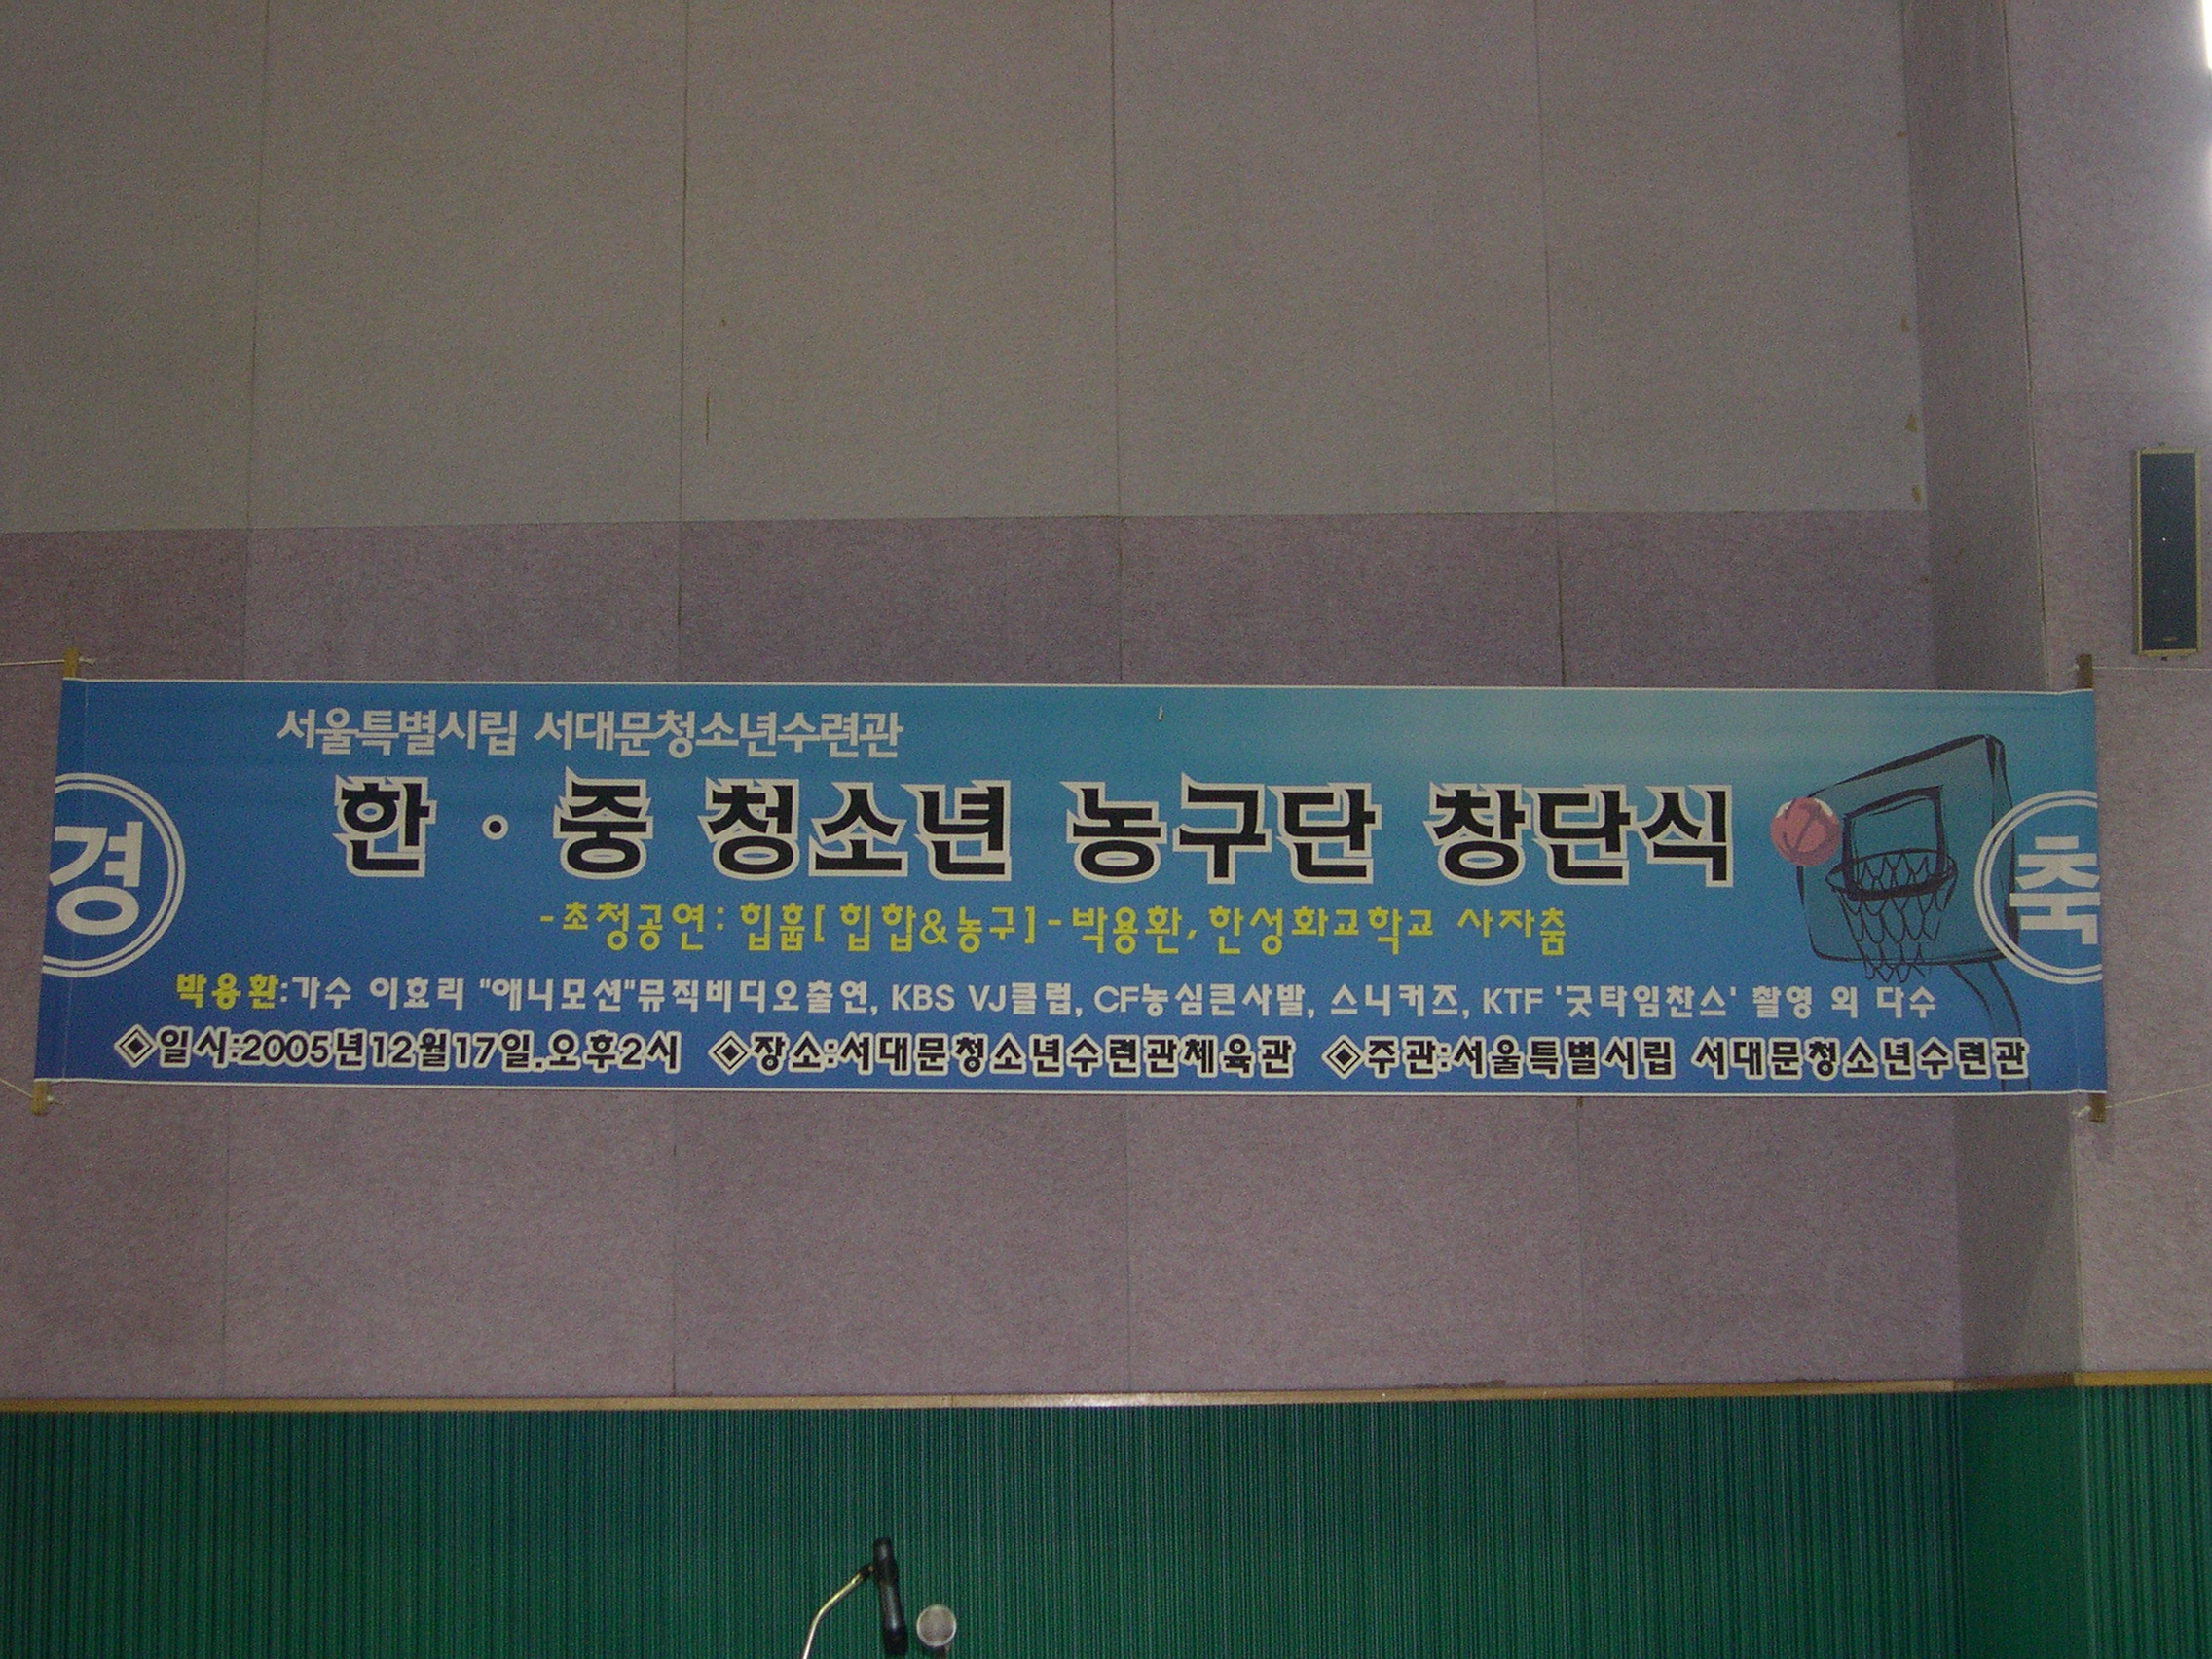 서울특별시립 서대문청소년수련관
경
한·중 청소년 농구단 창단식
축
-초청공연: 힙훕[힙합&농구]-박용환, 한성화교학교 사자춤
박용환:가수 이효리 "애니모션"뮤직비디오출연, KBS VJ클럽, CF농심큰사발, 스니커즈, KTF '굿타임찬스' 촬영 외 다수
◈일시:2005년12월17일.오후2시 ◈장소:서대문청소년수련관체육관 ◈주관:서울특별시립 서대문청소년수련관